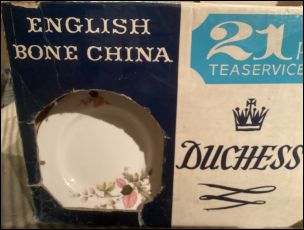 ENGLISH
BONE CHINA
21
TEASERVICE
DUCHESS